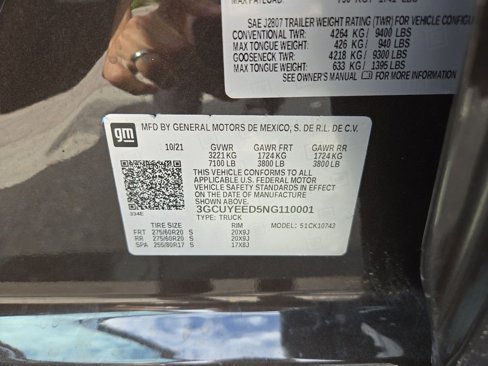 SAE J2807 TRAILER WEIGHT RATING (TWR) FOR VEHICLE CONFIGU
CONVENTIONAL TWR: 4264 KG / 9400 LBS
MAX TONGUE WEIGHT: 426 KG / 940 LBS
GOOSENECK TWR: 4218 KG / 9300 LBS
MAX TONGUE WEIGHT: 633 KG / 1395 LBS
SEE OWNER'S MANUAL FOR MORE INFORMATION
gm
MFD BY GENERAL MOTORS DE MEXICO, S. DE R.L. DE C.V.
10/21 GVWR GAWR FRT GAWR RR
3221 KG 1724 KG 1724 KG
7100 LB 3800 LB 3800 LB
THIS VEHICLE CONFORMS TO ALL
APPLICABLE U.S. FEDERAL MOTOR
VEHICLE SAFETY STANDARDS IN EFFECT
ON THE DATE OF MANUFACTURE SHOWN
ABOVE.
3GCUYEED5NG110001
334E TYPE: TRUCK
TIRE SIZE RIM MODEL: 51CK10743
FRT 275/60R20 S 20X9J
RR 275/60R20 S 20X9J
SPA 255/80R17 S 17X8J